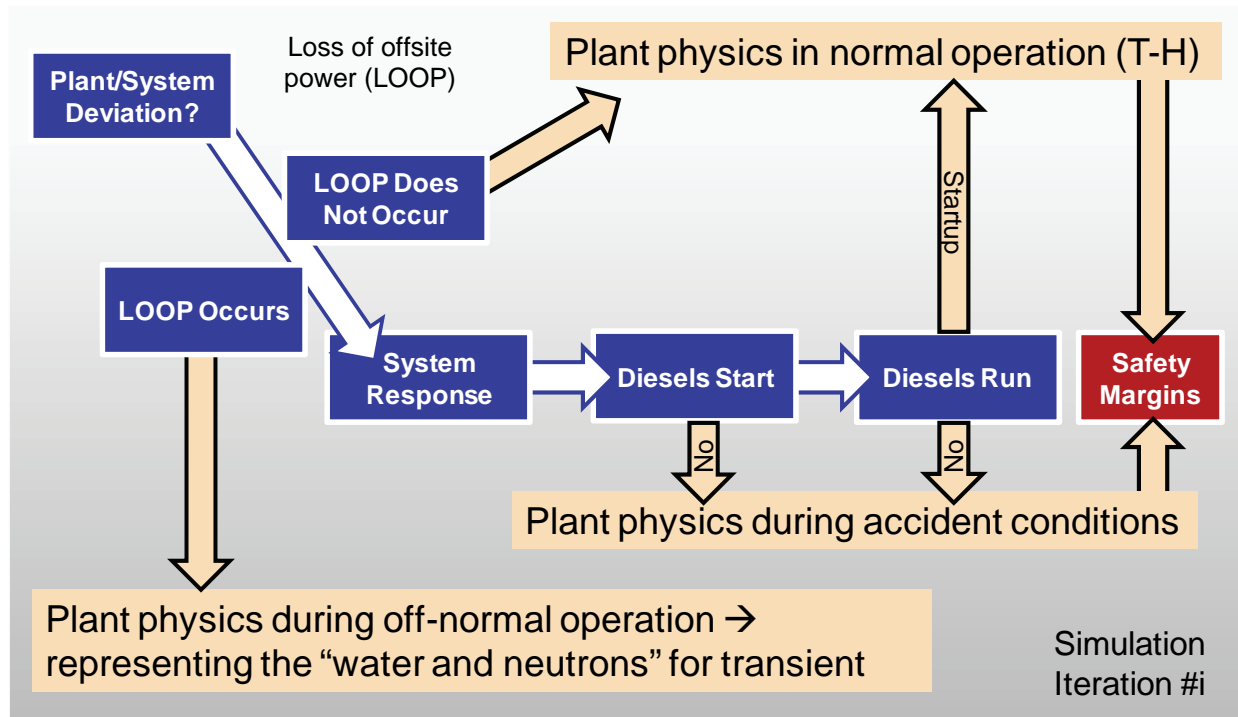 Loss of offsite
power (LOOP)
Plant physics in normal operation (T-H)
Plant/System
Deviation?
LOOP Does
Not Occur
LOOP Occurs
Startup
System
Response
Diesels Start
Diesels Run
Safety
Margins
No
No
Plant physics during accident conditions
Plant physics during off-normal operation →
representing the “water and neutrons” for transient
Simulation
Iteration #i